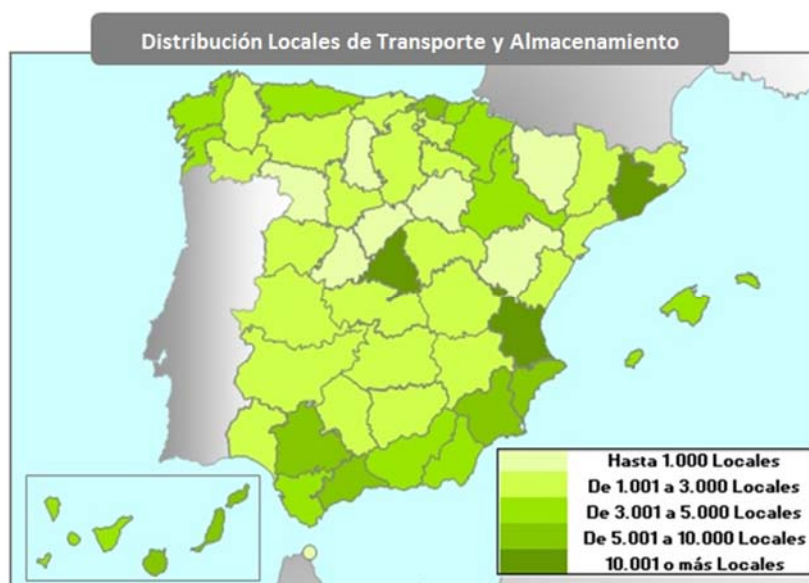 Distribución Locales de Transporte y Almacenamiento
Hasta 1.000 Locales
De 1.001 a 3.000 Locales
De 3.001 a 5.000 Locales
De 5.001 a 10.000 Locales
10.001 o más Locales